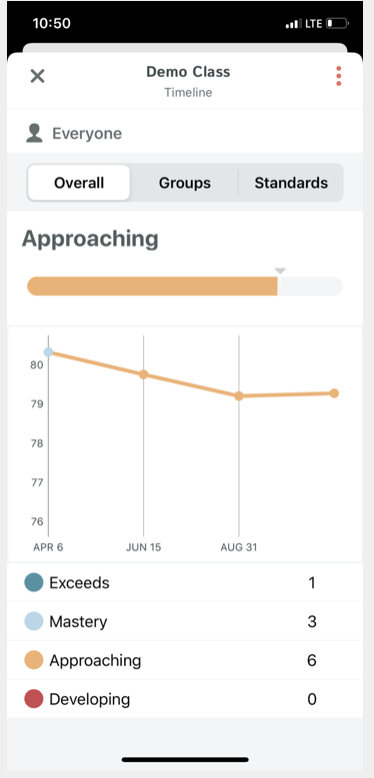 10:50 LTE
Demo Class
Timeline
Everyone
Overall Groups Standards
Approaching
80
79
78
77
76
APR 6 JUN 15 AUG 31
Exceeds 1
Mastery 3
Approaching 6
Developing 0